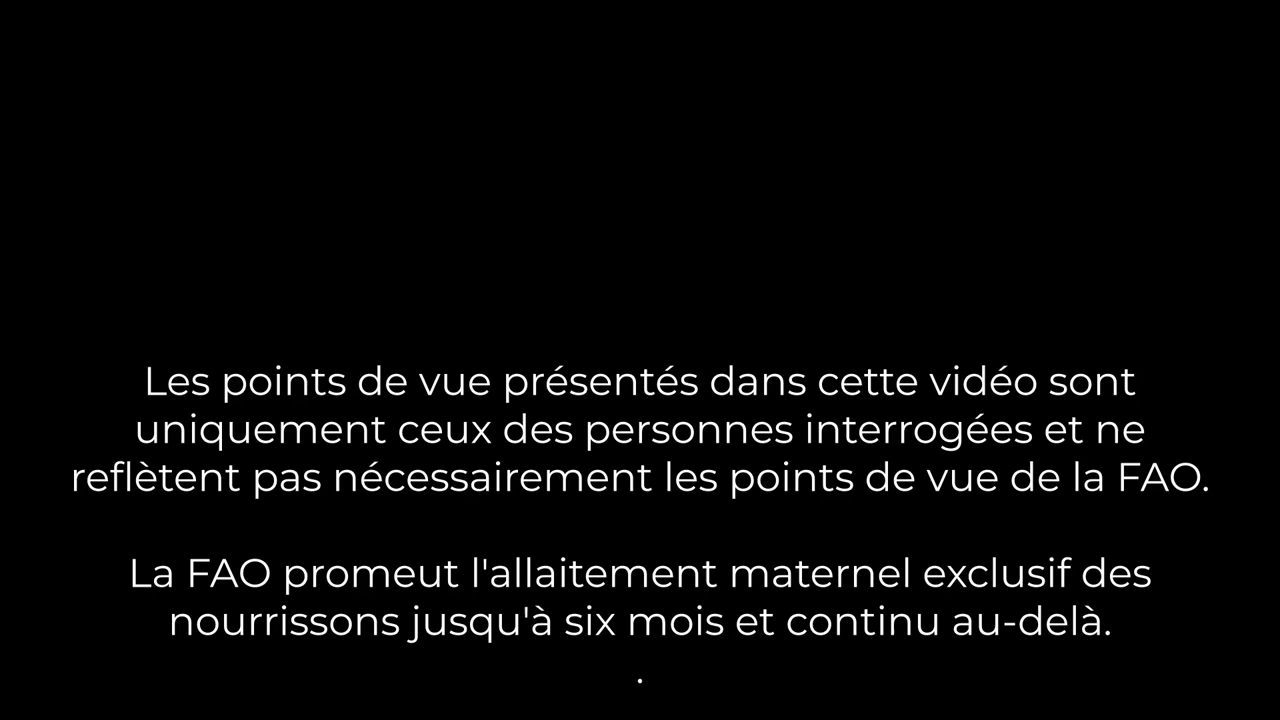 Les points de vue présentés dans cette vidéo sont
uniquement ceux des personnes interrogées et ne
reflètent pas nécessairement les points de vue de la FAO.
La FAO promeut l'allaitement maternel exclusif des
nourrissons jusqu'à six mois et continu au-delà.
.